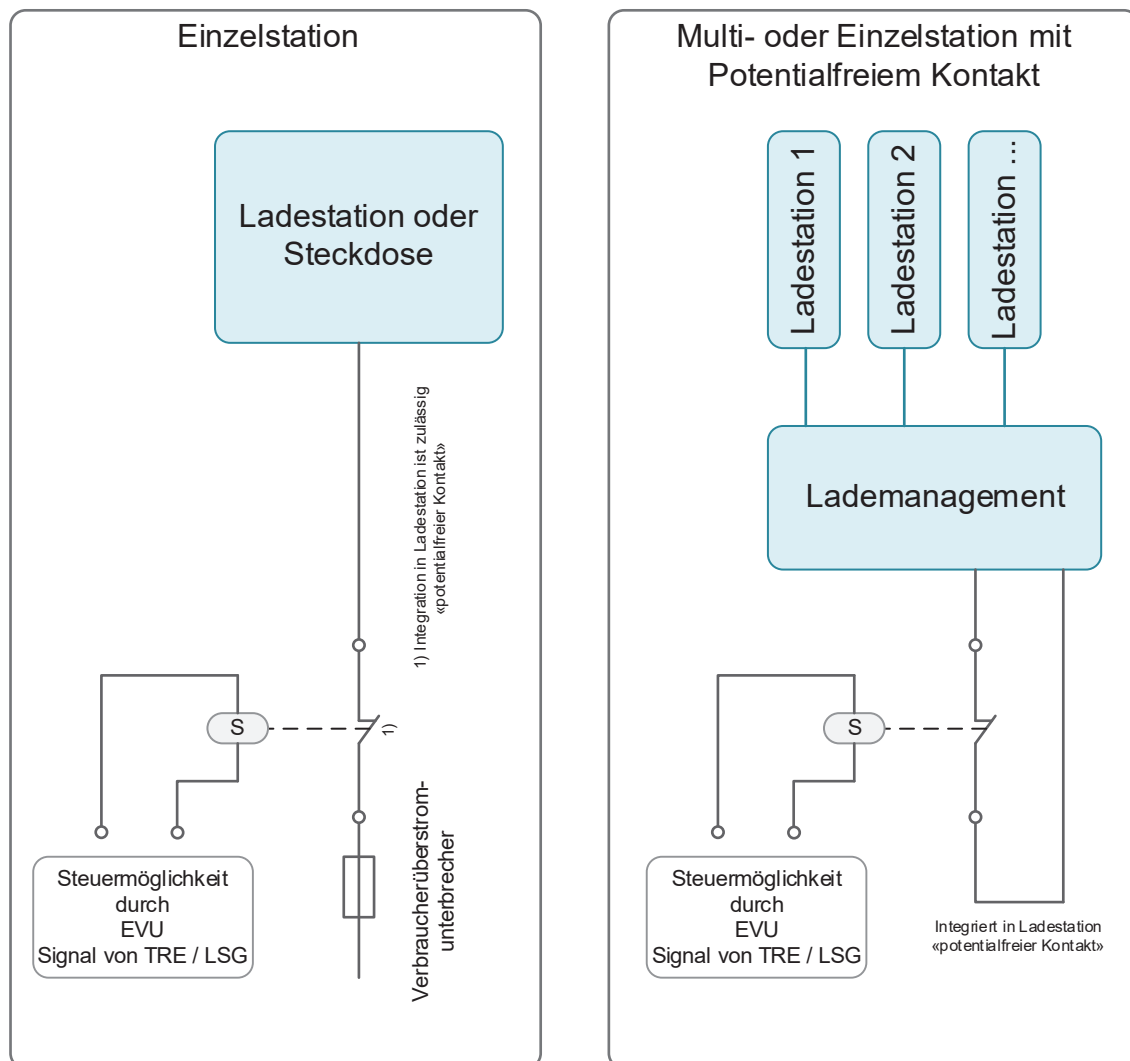 Einzelstation
Ladestation oder
Steckdose
1) Integration in Ladestation ist zulässig
«potentialfreier Kontakt»
S
1)
Verbraucherüberstrom-
unterbrecher
Steuermöglichkeit
durch
EVU
Signal von TRE / LSG
Multi- oder Einzelstation mit
Potentialfreiem Kontakt
Ladestation 1
Ladestation 2
Ladestation ...
Lademanagement
S
Steuermöglichkeit
durch
EVU
Signal von TRE / LSG
Integriert in Ladestation
«potentialfreier Kontakt»